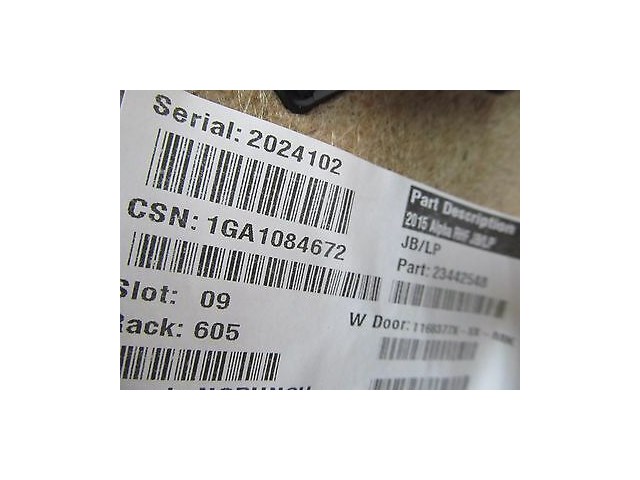 Serial: 2024102
CSN: 1GA1084672
Slot: 09
Rack: 605
Part Description
2015 Alpha JB/LP
JB/LP
Part: 23442548
W Door: